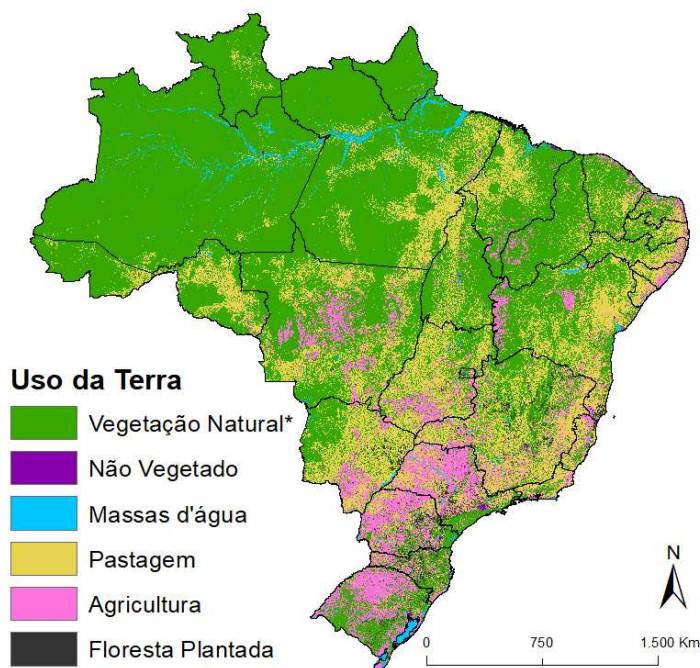 Uso da Terra
Vegetação Natural*
Não Vegetado
Massas d'água
Pastagem
Agricultura
Floresta Plantada
N
0 750 1.500 Km